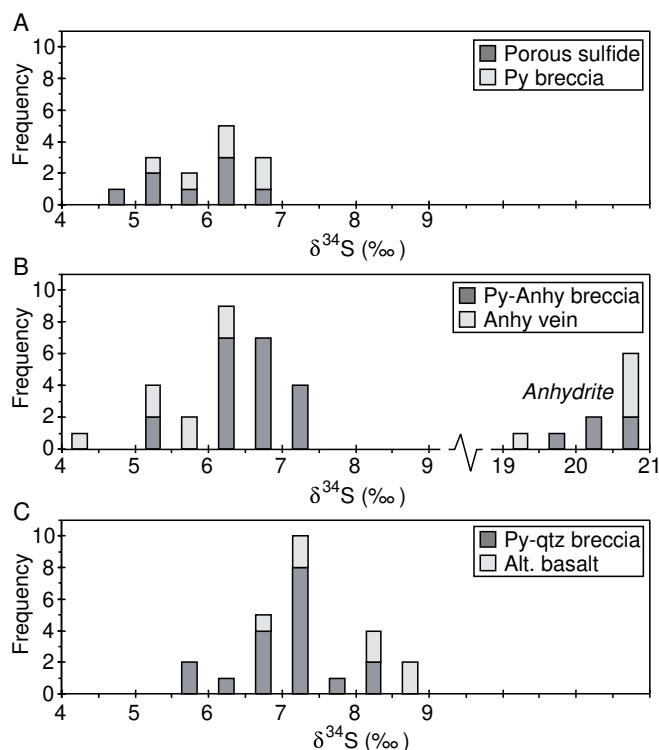 A
10
8
6
4
2
0
Frequency
Porous sulfide
Py breccia
4 5 6 7 8 9
δ³⁴S (‰)
B
10
8
6
4
2
0
Frequency
Py-Anhy breccia
Anhy vein
Anhydrite
4 5 6 7 8 9 19 20 21
δ³⁴S (‰)
C
10
8
6
4
2
0
Frequency
Py-qtz breccia
Alt. basalt
4 5 6 7 8 9
δ³⁴S (‰)